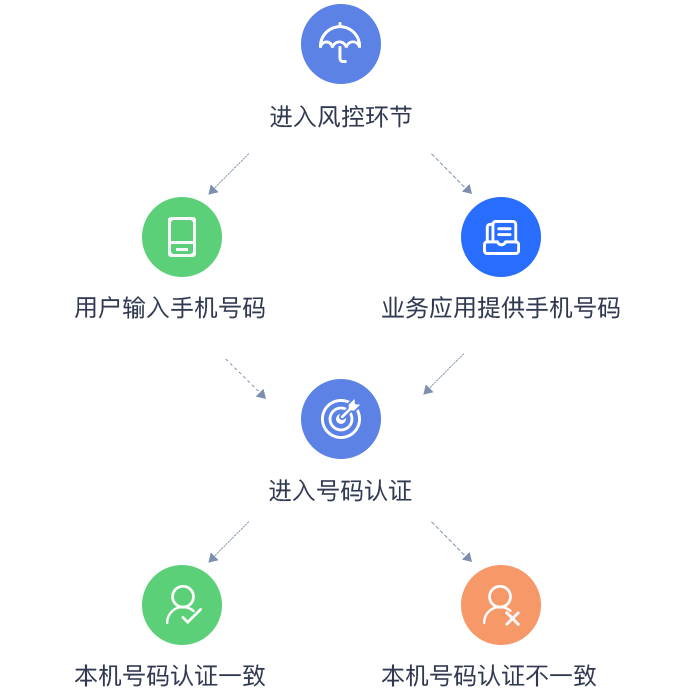 进入风控环节
用户输入手机号码
业务应用提供手机号码
进入号码认证
本机号码认证一致
本机号码认证不一致